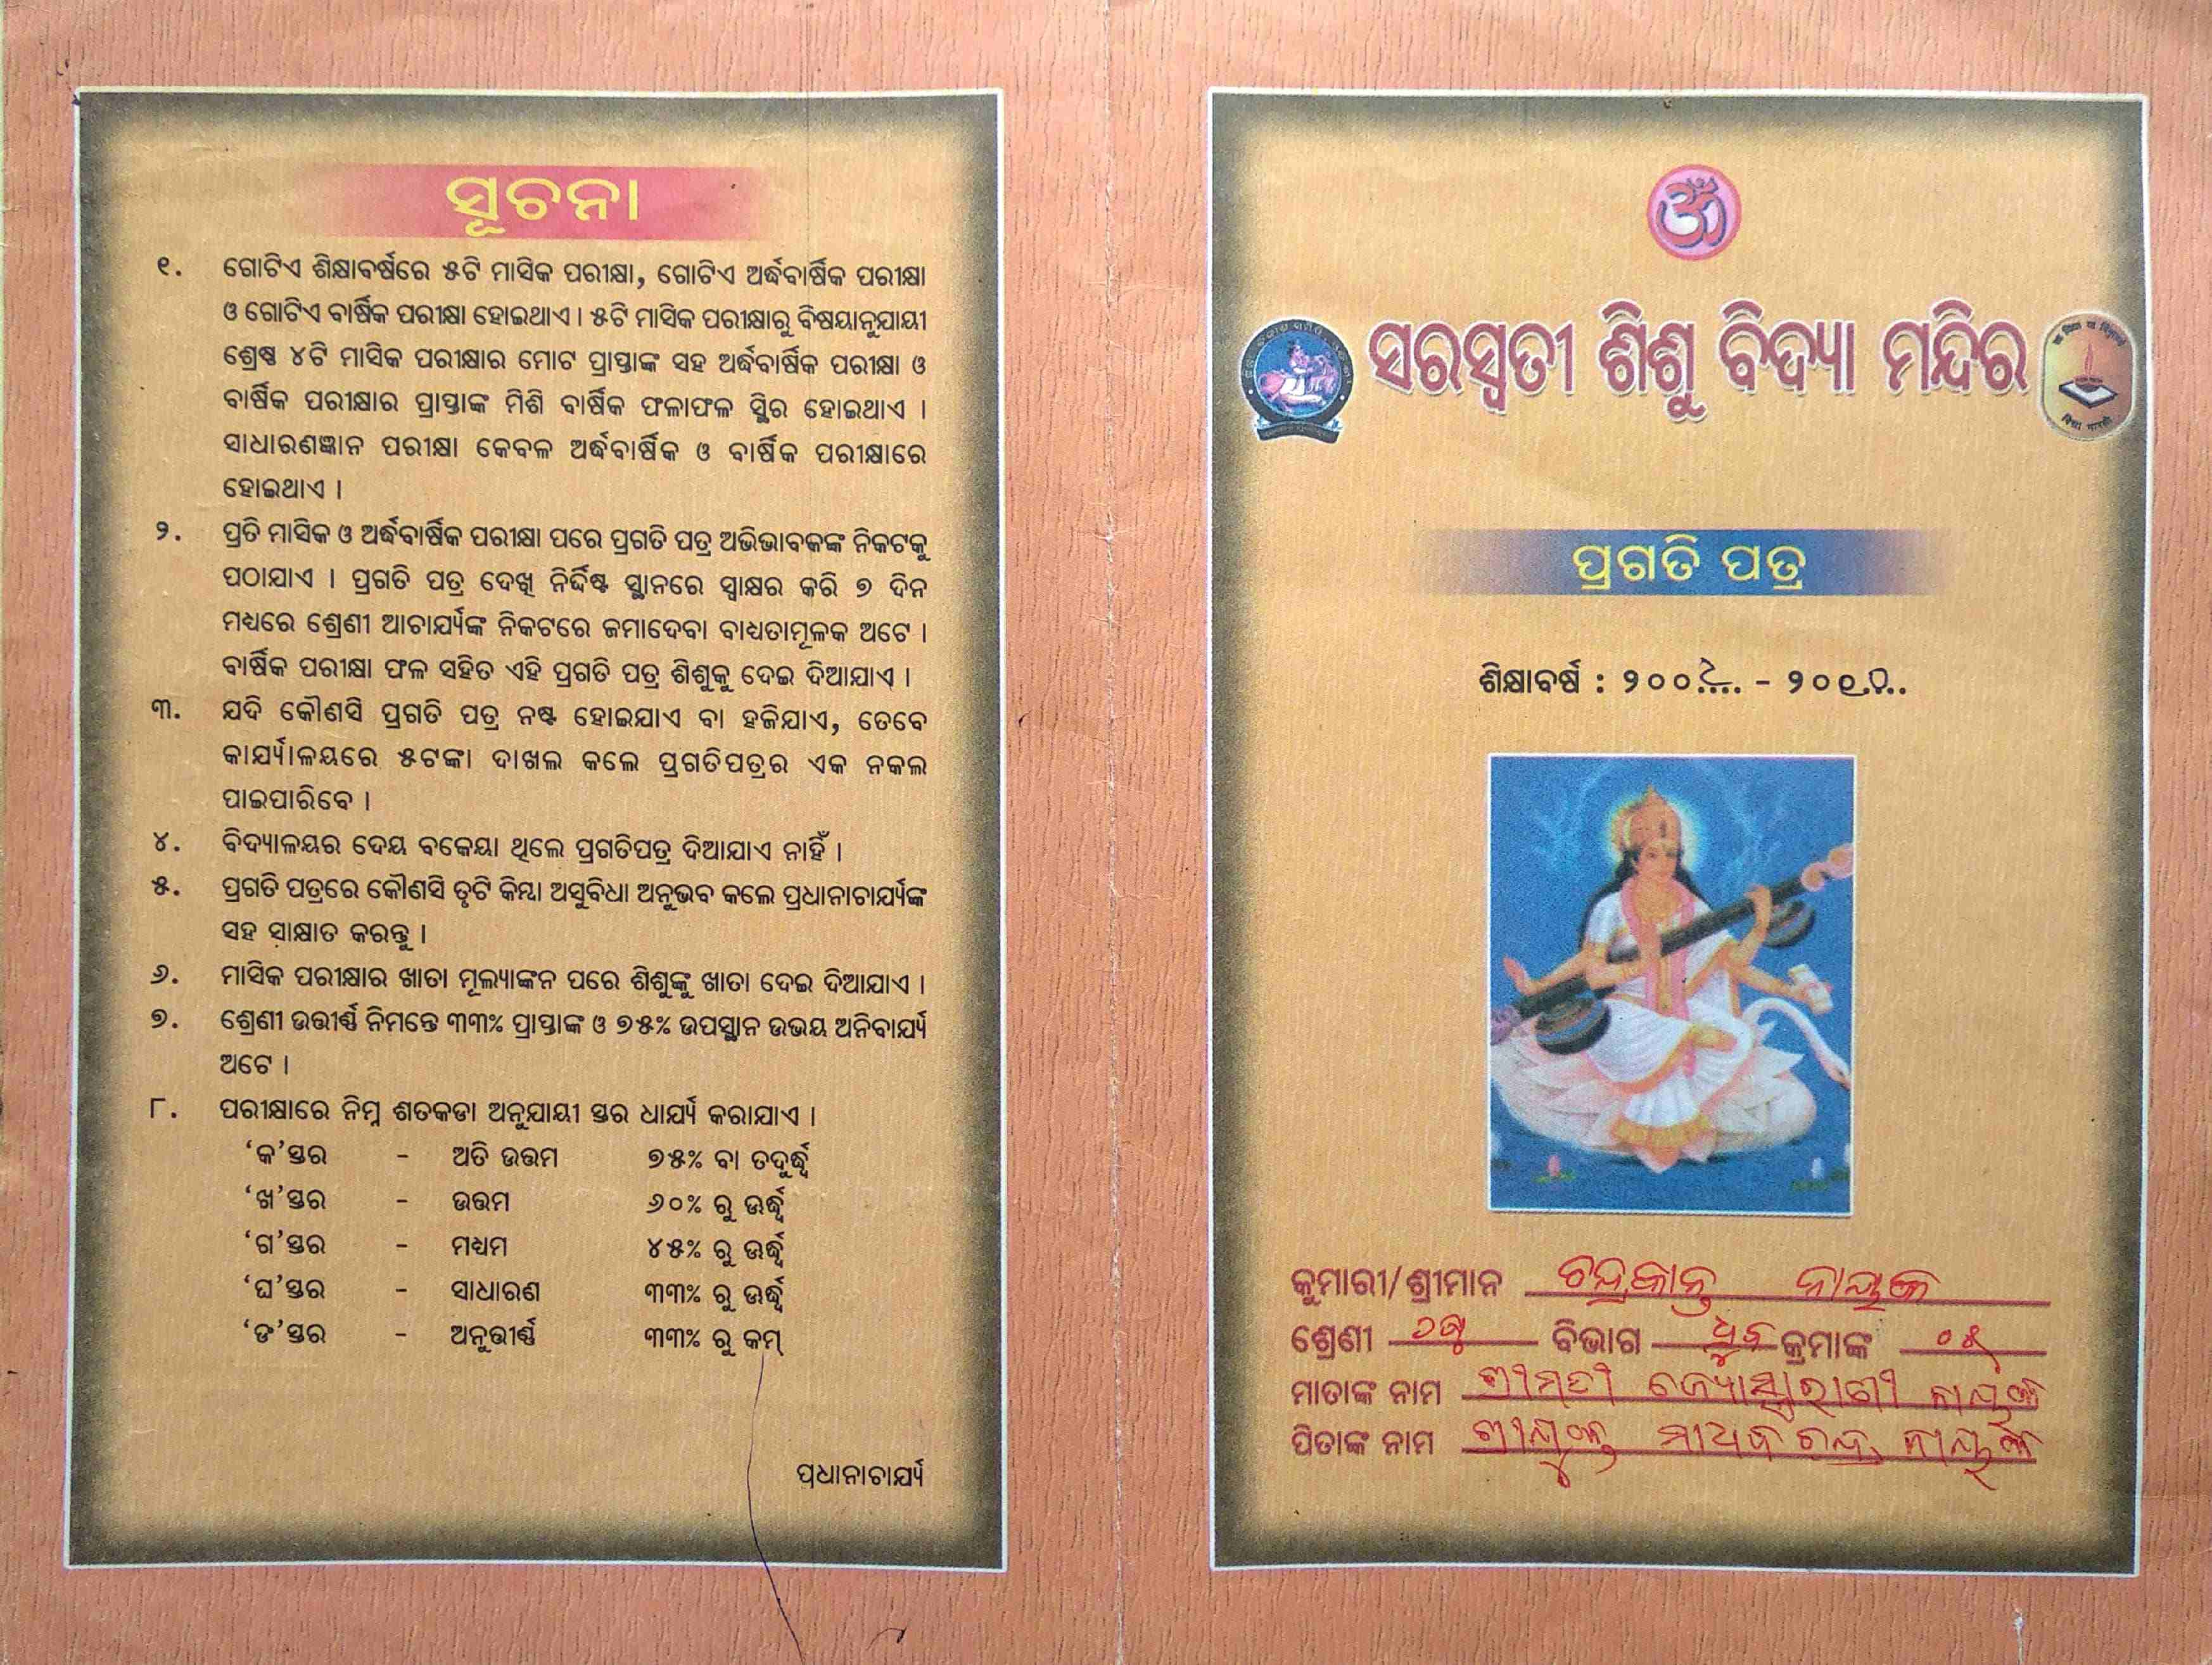 ସୂଚନା
୧. ଗୋଟିଏ ଶିକ୍ଷାବର୍ଷରେ ୫ଟି ମାସିକ ପରୀକ୍ଷା, ଗୋଟିଏ ଅର୍ଦ୍ଧବାର୍ଷିକ ପରୀକ୍ଷା
ଓ ଗୋଟିଏ ବାର୍ଷିକ ପରୀକ୍ଷା ହୋଇଥାଏ। ୫ଟି ମାସିକ ପରୀକ୍ଷାରୁ ବିଷୟାନୁଯାୟୀ
ଶ୍ରେଷ୍ଠ ୪ଟି ମାସିକ ପରୀକ୍ଷାର ମୋଟ ପ୍ରାପ୍ତାଙ୍କ ସହ ଅର୍ଦ୍ଧବାର୍ଷିକ ପରୀକ୍ଷା ଓ
ବାର୍ଷିକ ପରୀକ୍ଷାର ପ୍ରାପ୍ତାଙ୍କ ମିଶି ବାର୍ଷିକ ଫଳାଫଳ ସ୍ଥିର ହୋଇଥାଏ ।
ସାଧାରଣଜ୍ଞାନ ପରୀକ୍ଷା କେବଳ ଅର୍ଦ୍ଧବାର୍ଷିକ ଓ ବାର୍ଷିକ ପରୀକ୍ଷାରେ
ହୋଇଥାଏ ।
୨. ପ୍ରତି ମାସିକ ଓ ଅର୍ଦ୍ଧବାର୍ଷିକ ପରୀକ୍ଷା ପରେ ପ୍ରଗତି ପତ୍ର ଅଭିଭାବକଙ୍କ ନିକଟକୁ
ପଠାଯାଏ । ପ୍ରଗତି ପତ୍ର ଦେଖି ନିର୍ଦ୍ଦିଷ୍ଟ ସ୍ଥାନରେ ସ୍ୱାକ୍ଷର କରି ୭ ଦିନ
ମଧ୍ୟରେ ଶ୍ରେଣୀ ଆଚାର୍ଯ୍ୟଙ୍କ ନିକଟରେ ଜମାଦେବା ବାଧ୍ୟତାମୂଳକ ଅଟେ ।
ବାର୍ଷିକ ପରୀକ୍ଷା ଫଳ ସହିତ ଏହି ପ୍ରଗତି ପତ୍ର ଶିଶୁକୁ ଦେଇ ଦିଆଯାଏ ।
୩. ଯଦି କୌଣସି ପ୍ରଗତି ପତ୍ର ନଷ୍ଟ ହୋଇଯାଏ ବା ହଜିଯାଏ, ତେବେ
କାର୍ଯ୍ୟାଳୟରେ ୫ଟଙ୍କା ଦାଖଲ କଲେ ପ୍ରଗତିପତ୍ରର ଏକ ନକଲ
ପାଇପାରିବେ ।
୪. ବିଦ୍ୟାଳୟର ଦେୟ ବକେୟା ଥିଲେ ପ୍ରଗତିପତ୍ର ଦିଆଯାଏ ନାହିଁ ।
୫. ପ୍ରଗତି ପତ୍ରରେ କୌଣସି ତୃଟି କିମ୍ବା ଅସୁବିଧା ଅନୁଭବ କଲେ ପ୍ରଧାନାଚାର୍ଯ୍ୟଙ୍କ
ସହ ସାକ୍ଷାତ କରନ୍ତୁ ।
୬. ମାସିକ ପରୀକ୍ଷାର ଖାତା ମୂଲ୍ୟାଙ୍କନ ପରେ ଶିଶୁଙ୍କୁ ଖାତା ଦେଇ ଦିଆଯାଏ ।
୭. ଶ୍ରେଣୀ ଉତ୍ତୀର୍ଣ୍ଣ ନିମନ୍ତେ ୩୩% ପ୍ରାପ୍ତାଙ୍କ ଓ ୭୫% ଉପସ୍ଥାନ ଉଭୟ ଅନିବାର୍ଯ୍ୟ
ଅଟେ ।
୮. ପରୀକ୍ଷାରେ ନିମ୍ନ ଶତକଡା ଅନୁଯାୟୀ ସ୍ତର ଧାର୍ଯ୍ୟ କରାଯାଏ ।
‘କ’ସ୍ତର - ଅତି ଉତ୍ତମ ୭୫% ବା ତଦୁର୍ଦ୍ଧ୍ୱ
‘ଖ’ସ୍ତର - ଉତ୍ତମ ୬୦% ରୁ ଊର୍ଦ୍ଧ୍ୱ
‘ଗ’ସ୍ତର - ମଧ୍ୟମ ୪୫% ରୁ ଊର୍ଦ୍ଧ୍ୱ
‘ଘ’ସ୍ତର - ସାଧାରଣ ୩୩% ରୁ ଊର୍ଦ୍ଧ୍ୱ
‘ଙ’ସ୍ତର - ଅନୁତ୍ତୀର୍ଣ୍ଣ ୩୩% ରୁ କମ୍
ପ୍ରଧାନାଚାର୍ଯ୍ୟ
ସରସ୍ୱତୀ ଶିଶୁ ବିଦ୍ୟା ମନ୍ଦିର
विद्या भारती
ପ୍ରଗତି ପତ୍ର
ଶିକ୍ଷାବର୍ଷ : ୨୦୦୯ - ୨୦୧୦
କୁମାରୀ/ଶ୍ରୀମାନ ଚନ୍ଦ୍ରକାନ୍ତ ନାୟକ
ଶ୍ରେଣୀ ୬ଷ୍ଠ ବିଭାଗ ଧ୍ରୁବ କ୍ରମାଙ୍କ ୦୫
ମାତାଙ୍କ ନାମ ଶ୍ରୀମତୀ ଜ୍ୟୋତ୍ସ୍ନାରାଣୀ ନାୟକ
ପିତାଙ୍କ ନାମ ଶ୍ରୀଯୁକ୍ତ ମାଧବ ଚନ୍ଦ୍ର ନାୟକ